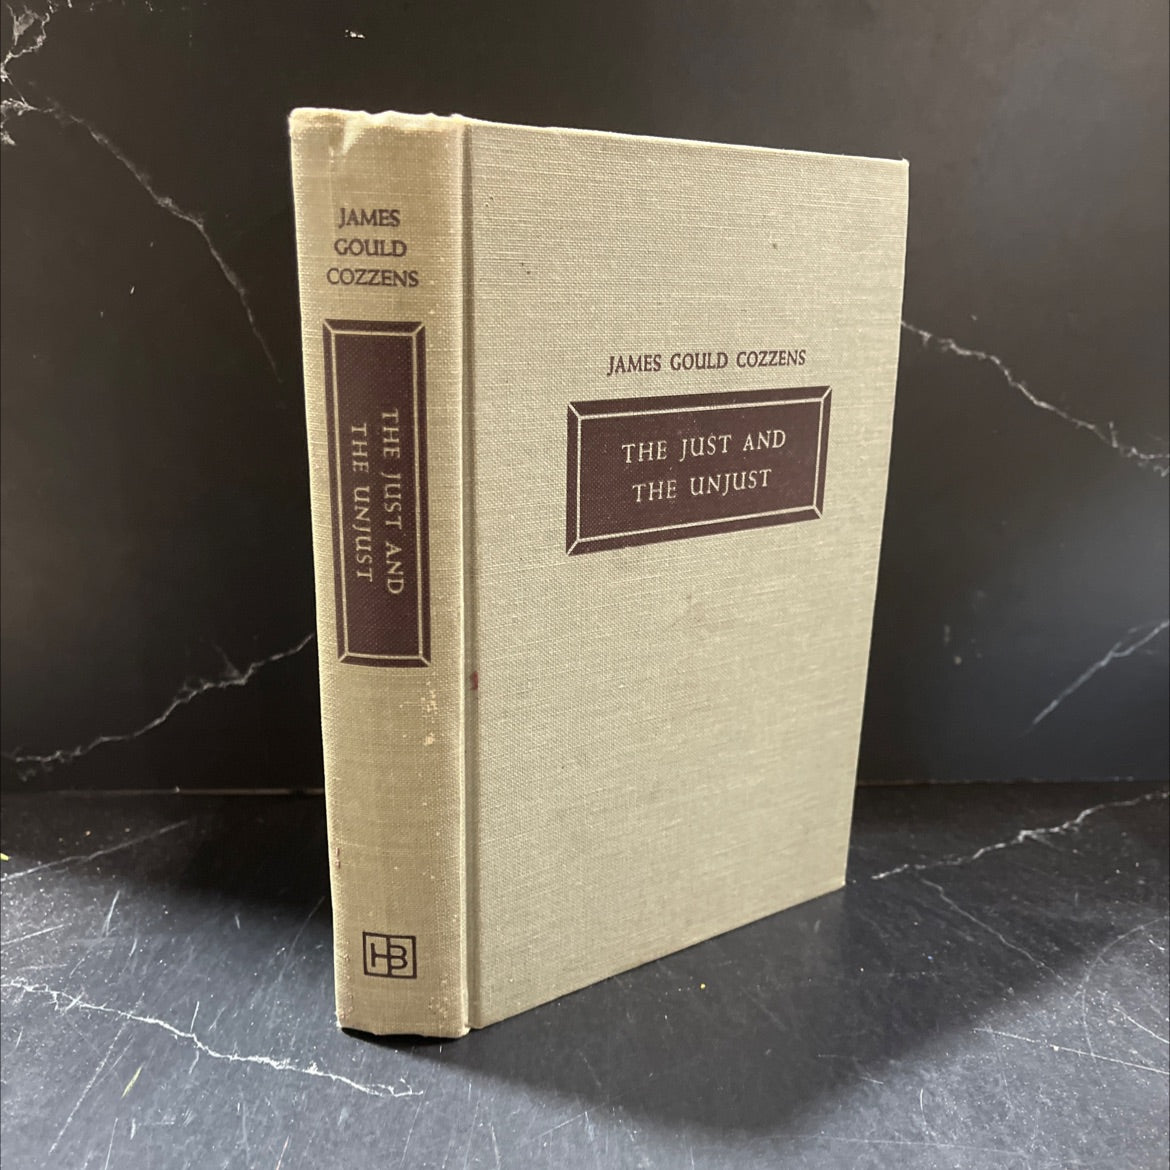 JAMES
GOULD
COZZENS
THE JUST AND
THE UNJUST
HB
JAMES GOULD COZZENS
THE JUST AND
THE UNJUST